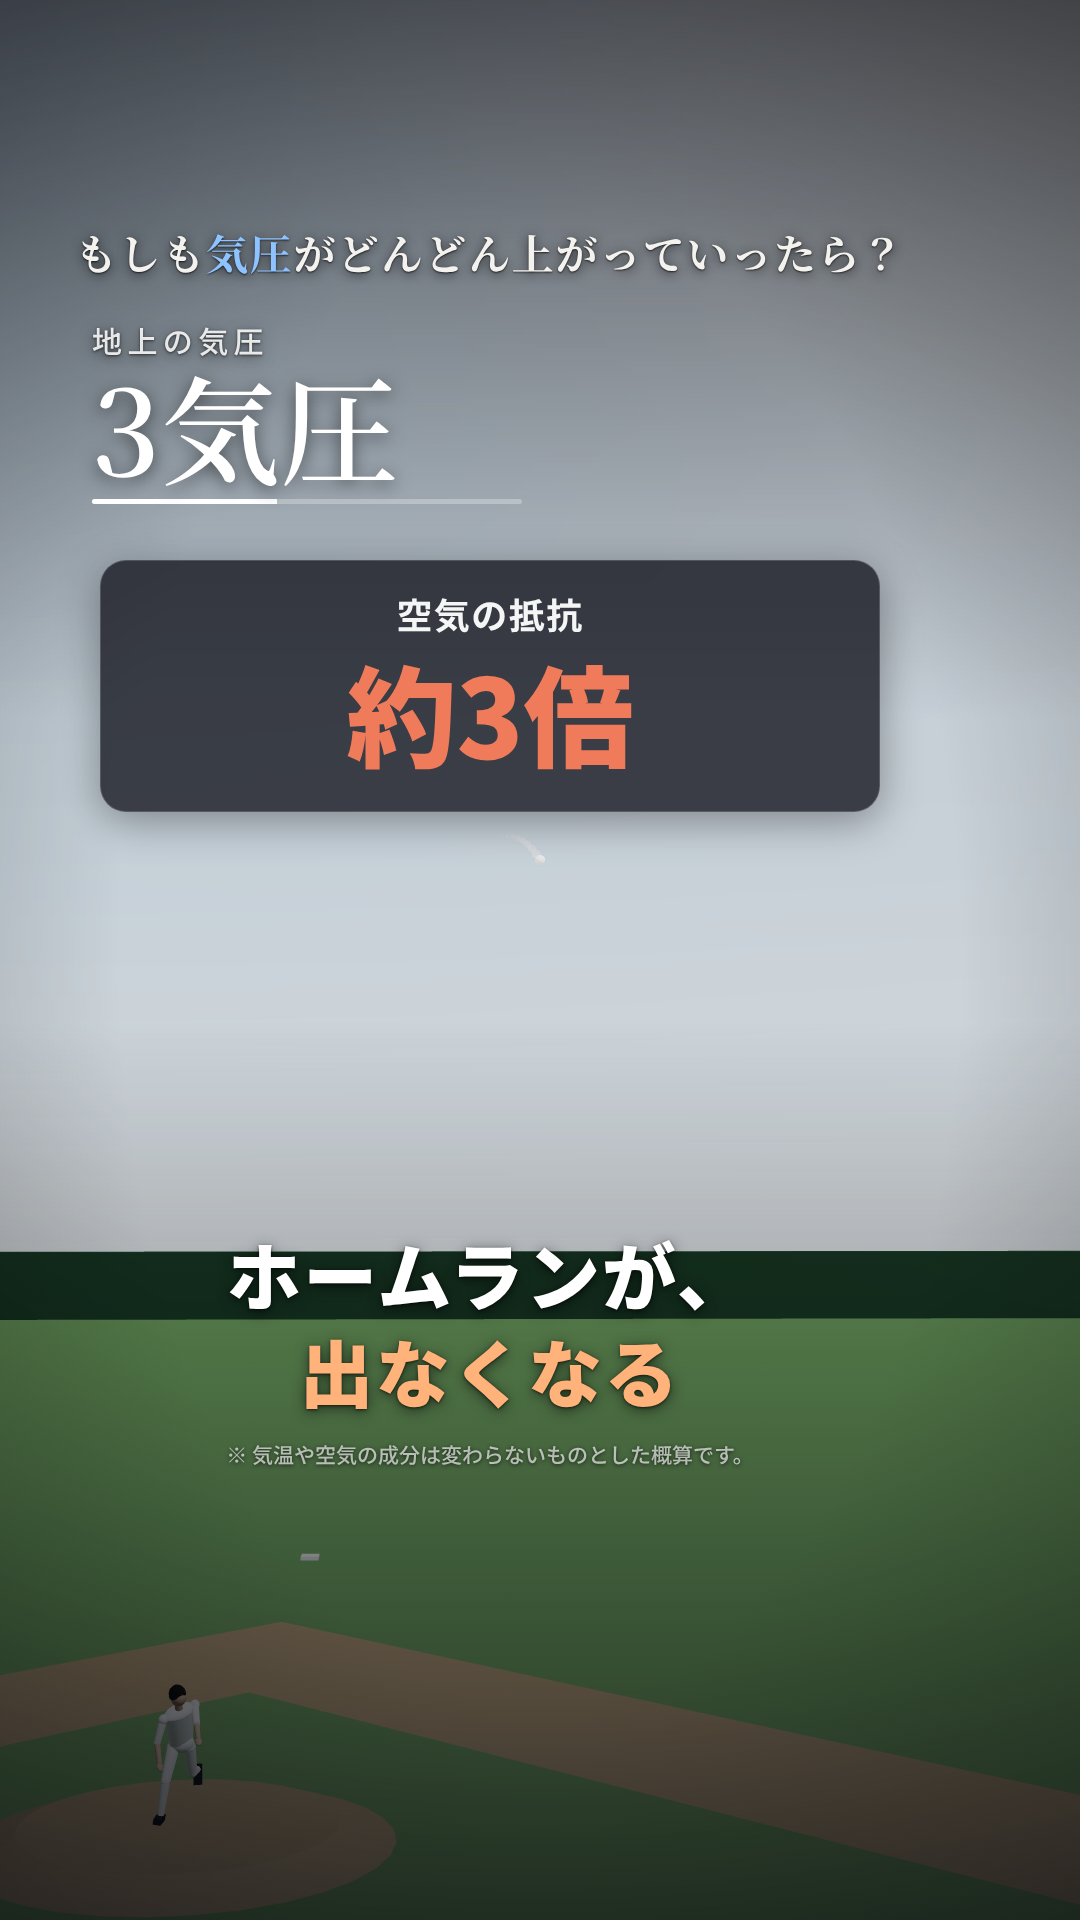 もしも気圧がどんどん上がっていったら？
地上の気圧
3気圧
空気の抵抗
約3倍
ホームランが、
出なくなる
※ 気温や空気の成分は変わらないものとした概算です。